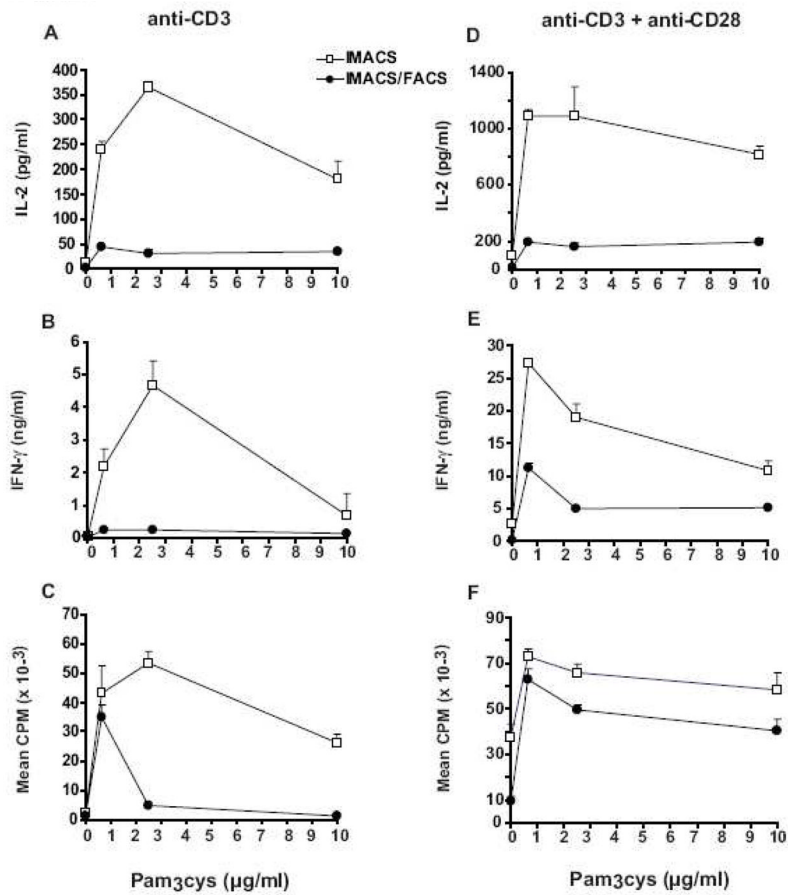 anti-CD3
anti-CD3 + anti-CD28
A
IMACS
IMACS/FACS
400
350
300
250
200
150
100
50
0
IL-2 (pg/ml)
0 1 2 3 4 5 6 7 8 9 10
D
1400
1000
600
200
0
IL-2 (pg/ml)
0 1 2 3 4 5 6 7 8 9 10
B
6
5
4
3
2
1
0
IFN-γ (ng/ml)
0 1 2 3 4 5 6 7 8 9 10
E
30
25
20
15
10
5
0
IFN-γ (ng/ml)
0 1 2 3 4 5 6 7 8 9 10
C
70
60
50
40
30
20
10
0
Mean CPM (x 10-3)
0 1 2 3 4 5 6 7 8 9 10
Pam3cys (µg/ml)
F
90
70
50
30
10
0
Mean CPM (x 10-3)
0 1 2 3 4 5 6 7 8 9 10
Pam3cys (µg/ml)